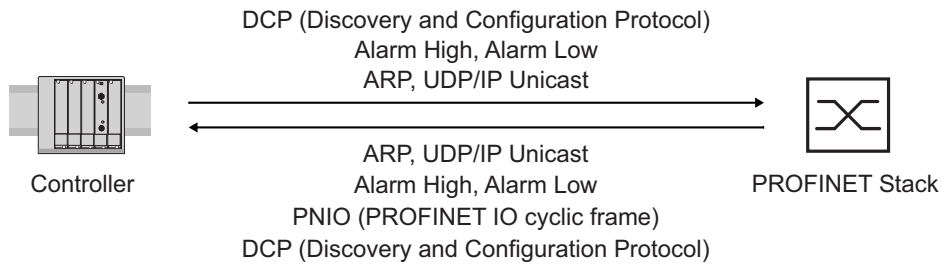 DCP (Discovery and Configuration Protocol)
Alarm High, Alarm Low
ARP, UDP/IP Unicast
Controller
PROFINET Stack
ARP, UDP/IP Unicast
Alarm High, Alarm Low
PNIO (PROFINET IO cyclic frame)
DCP (Discovery and Configuration Protocol)